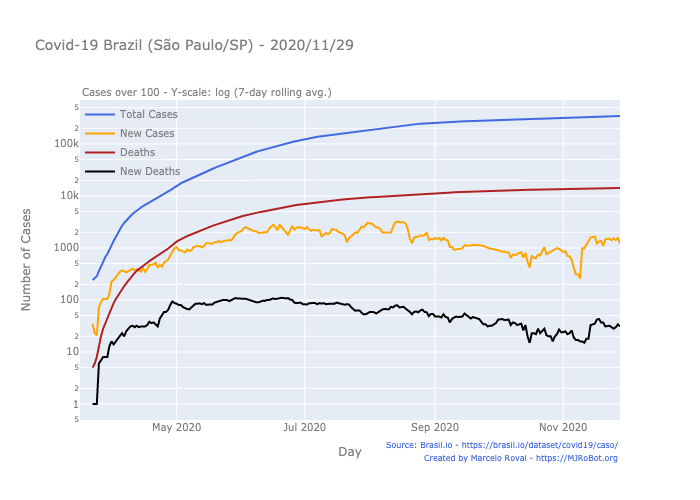 Covid-19 Brazil (São Paulo/SP) - 2020/11/29
Cases over 100 - Y-scale: log (7-day rolling avg.)
Total Cases
New Cases
Deaths
New Deaths
Number of Cases
5
2
100k
5
2
10k
5
2
1000
5
2
100
5
2
10
5
2
1
5
May 2020
Jul 2020
Sep 2020
Nov 2020
Day
Source: Brasil.io - https://brasil.io/dataset/covid19/caso/
Created by Marcelo Rovai - https://MJRoBot.org